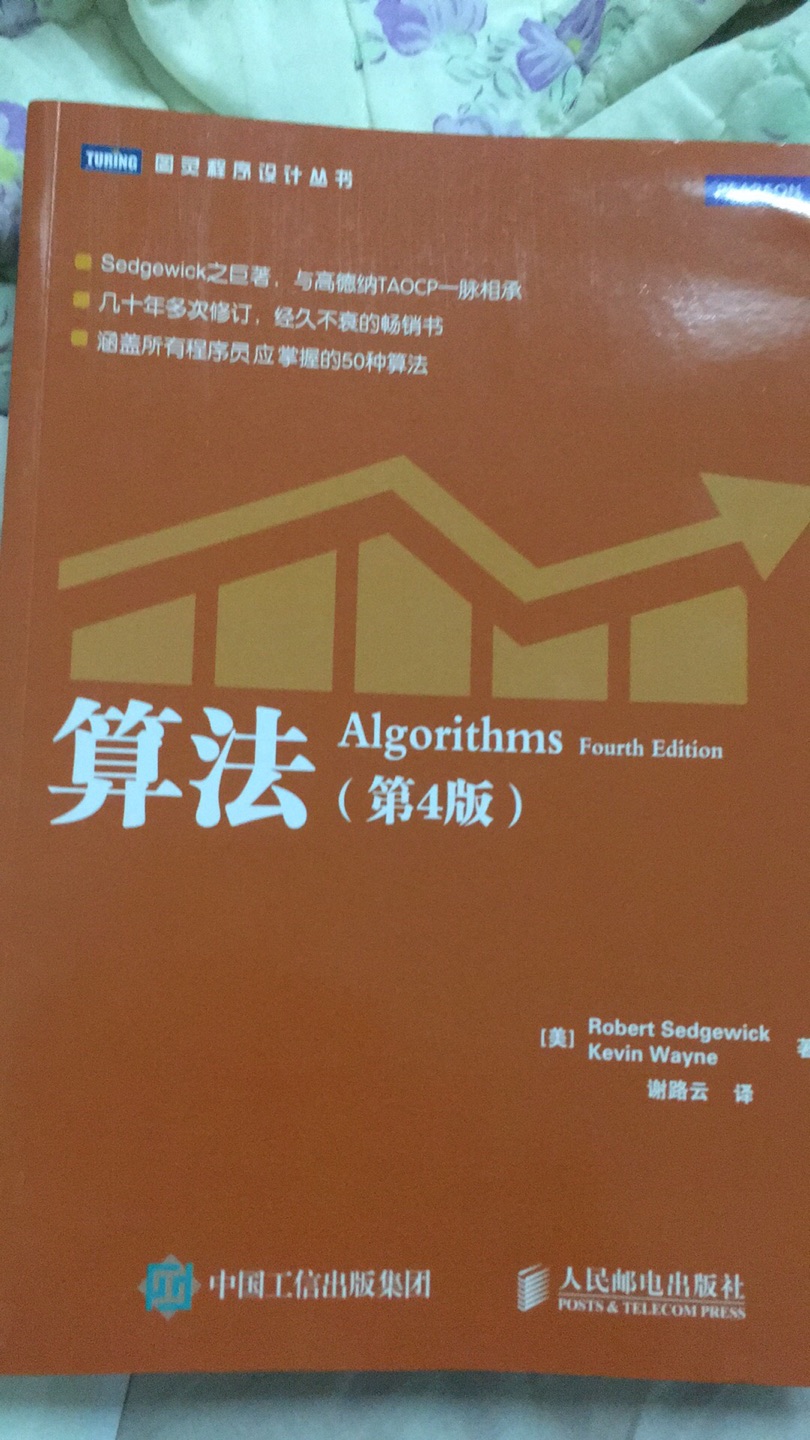 TURING 图灵程序设计丛书
PEARSON
Sedgewick之巨著，与高德纳TAOCP一脉相承
几十年多次修订，经久不衰的畅销书
涵盖所有程序员应掌握的50种算法
算法 Algorithms Fourth Edition
（第4版）
[美] Robert Sedgewick
Kevin Wayne 著
谢路云 译
中国工信出版集团
人民邮电出版社
POSTS & TELECOM PRESS